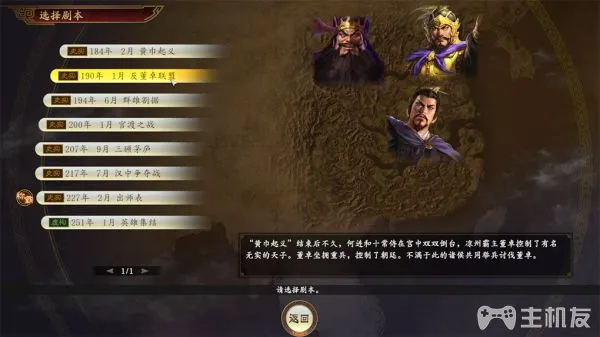 选择剧本
史实 184年 2月 黄巾起义
史实 190年 1月 反董卓联盟
史实 194年 6月 群雄割据
史实 200年 1月 官渡之战
史实 207年 9月 三顾茅庐
史实 217年 7月 汉中争夺战
史实 227年 2月 出师表
虚构 251年 1月 英雄集结
1/1
“黄巾起义”结束后不久，何进和十常侍在宫中双双倒台，凉州霸主董卓控制了有名
无实的天子。董卓坐拥重兵，控制了朝廷。不满于此的诸侯共同举兵讨伐董卓。
请选择剧本。
返回
主机友